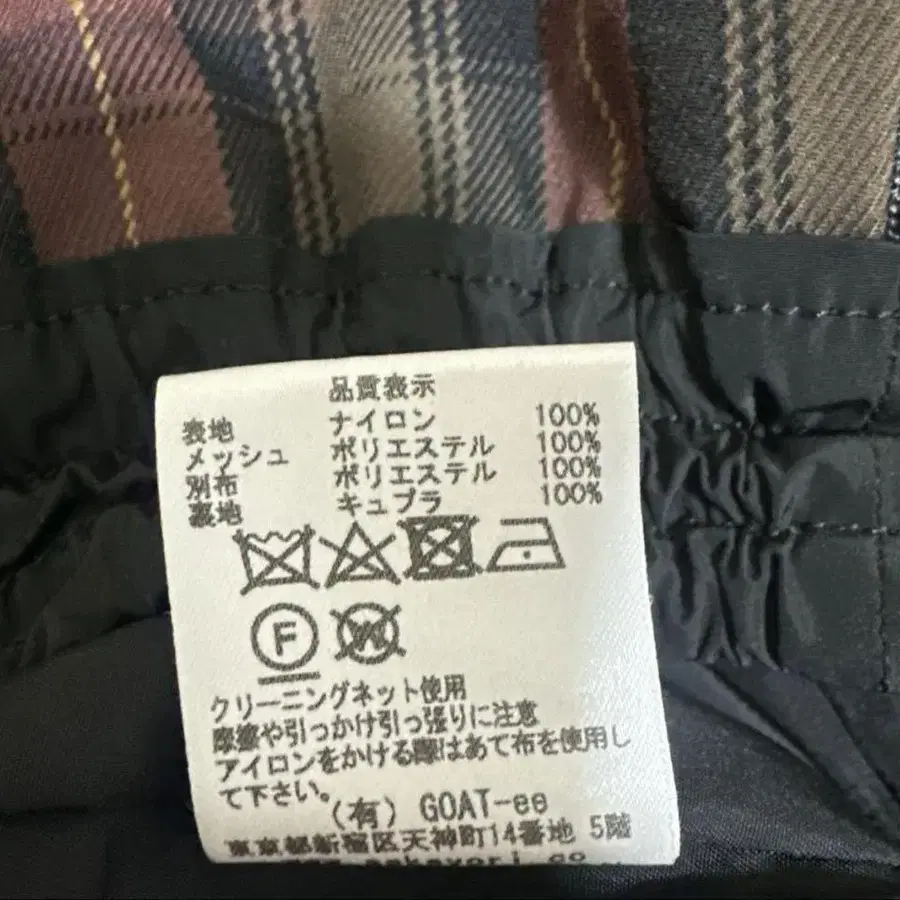 品質表示
表地 ナイロン 100%
メッシュ ポリエステル 100%
別布 ポリエステル 100%
裏地 キュプラ 100%
F W
クリーニングネット使用
摩擦や引っかけ引っ張りに注意
アイロンをかける際はあて布を使用し
て下さい。
(有) GOAT-ee
東京都新宿区天神町14番地 5階